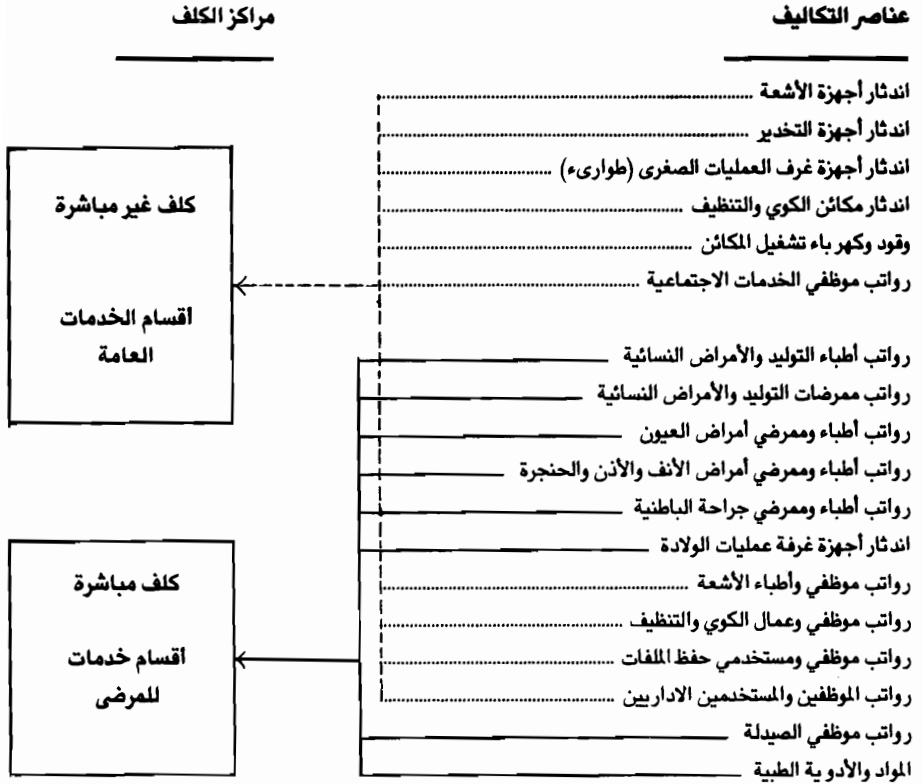 عناصر التكاليف
مراكز الكلف
اندثار أجهزة الأشعة
اندثار أجهزة التخدير
اندثار أجهزة غرف العمليات الصغرى (طوارىء)
اندثار مكائن الكوي والتنظيف
وقود وكهرباء تشغيل المكائن
رواتب موظفي الخدمات الاجتماعية
رواتب أطباء التوليد والأمراض النسائية
رواتب ممرضات التوليد والأمراض النسائية
رواتب أطباء وممرضي أمراض العيون
رواتب أطباء وممرضي أمراض الأنف والأذن والحنجرة
رواتب أطباء وممرضي جراحة الباطنية
اندثار أجهزة غرفة عمليات الولادة
رواتب موظفي وأطباء الأشعة
رواتب موظفي وعمال الكوي والتنظيف
رواتب موظفي ومستخدمي حفظ الملفات
رواتب الموظفين والمستخدمين الاداريين
رواتب موظفي الصيدلة
المواد والأدوية الطبية
كلف غير مباشرة
أقسام الخدمات
العامة
كلف مباشرة
أقسام خدمات
للمرضى